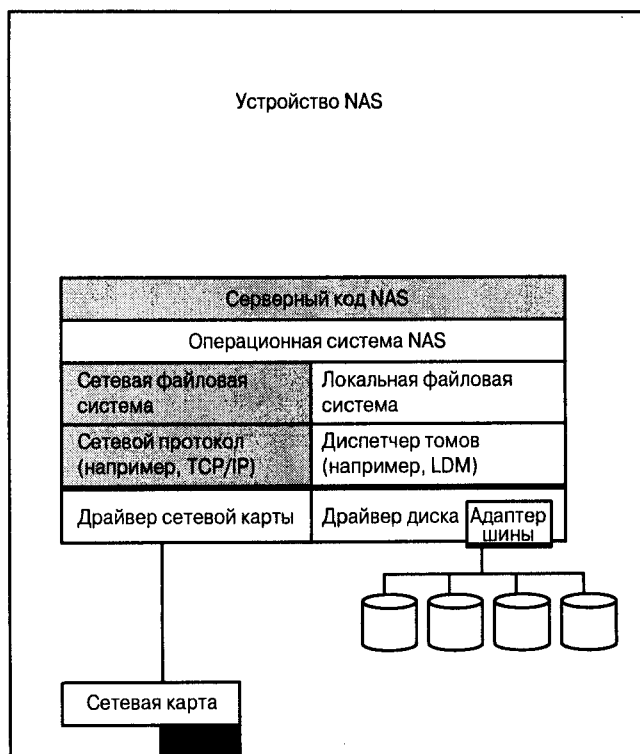 Устройство NAS
Серверный код NAS
Операционная система NAS
Сетевая файловая
система
Локальная файловая
система
Сетевой протокол
(например, TCP/IP)
Диспетчер томов
(например, LDM)
Драйвер сетевой карты
Драйвер диска
Адаптер
шины
Сетевая карта